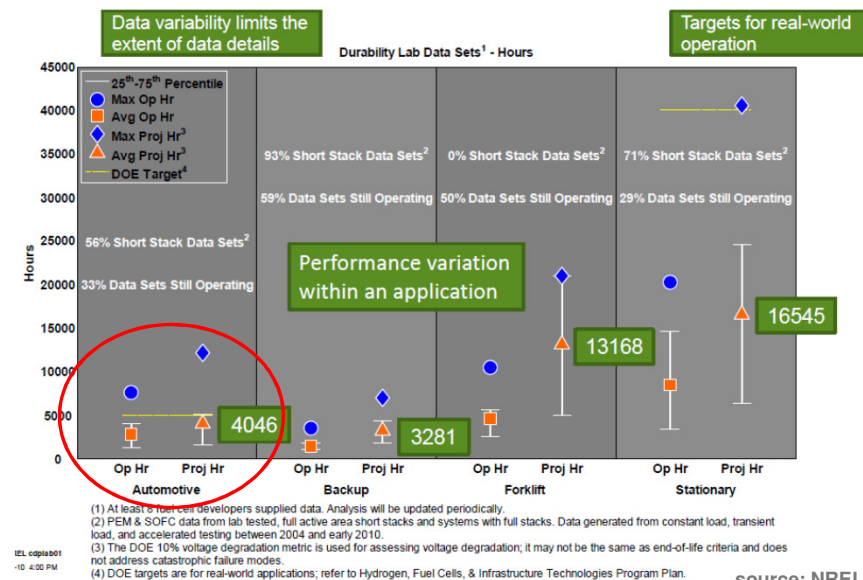 Data variability limits the
extent of data details
Targets for real-world
operation
Durability Lab Data Sets¹ - Hours
45000
40000
35000
30000
25000
20000
15000
10000
5000
0
Hours
25th-75th Percentile
Max Op Hr
Avg Op Hr
Max Proj Hr³
Avg Proj Hr³
DOE Target⁴
56% Short Stack Data Sets²
33% Data Sets Still Operating
93% Short Stack Data Sets²
59% Data Sets Still Operating
0% Short Stack Data Sets²
50% Data Sets Still Operating
71% Short Stack Data Sets²
29% Data Sets Still Operating
Performance variation
within an application
4046
3281
13168
16545
Op Hr Proj Hr Op Hr Proj Hr Op Hr Proj Hr Op Hr Proj Hr
Automotive Backup Forklift Stationary
(1) At least 8 fuel cell developers supplied data. Analysis will be updated periodically.
(2) PEM & SOFC data from lab tested, full active area short stacks and systems with full stacks. Data generated from constant load, transient
load, and accelerated testing between 2004 and early 2010.
(3) The DOE 10% voltage degradation metric is used for assessing voltage degradation; it may not be the same as end-of-life criteria and does
not address catastrophic failure modes.
(4) DOE targets are for real-world applications; refer to Hydrogen, Fuel Cells, & Infrastructure Technologies Program Plan.
cdplab01
-10 4:00 PM
source: NREL